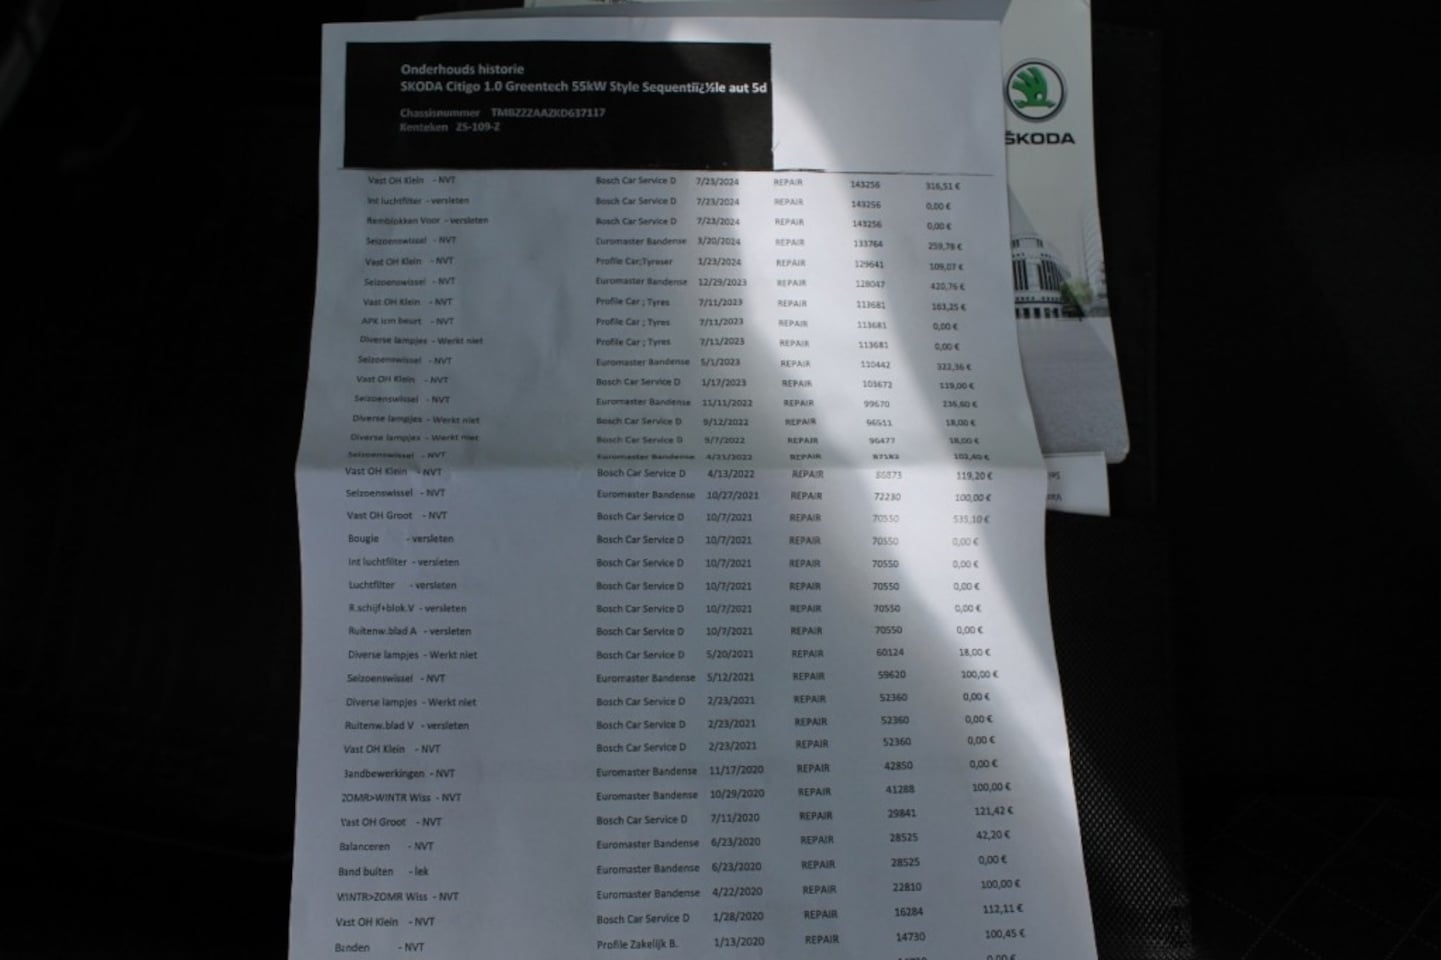 Onderhouds historie
SKODA Citigo 1.0 Greentech 55kW Style Sequentiï¿½le aut 5d
Chassisnummer TMBZZZAAZKD637117
Kenteken ZS-109-Z
ŠKODA
Vast OH Klein - NVT Bosch Car Service D 7/23/2024 REPAIR 143256 316,51 €
Int luchtfilter - versleten Bosch Car Service D 7/23/2024 REPAIR 143256 0,00 €
Remblokken Voor - versleten Bosch Car Service D 7/23/2024 REPAIR 143256 0,00 €
Seizoenswissel - NVT Euromaster Bandense 3/20/2024 REPAIR 133764 259,78 €
Vast OH Klein - NVT Profile Car;Tyreser 1/23/2024 REPAIR 129641 109,07 €
Seizoenswissel - NVT Euromaster Bandense 12/29/2023 REPAIR 128047 420,76 €
Vast OH Klein - NVT Profile Car ; Tyres 7/11/2023 REPAIR 113681 163,25 €
APK icm beurt - NVT Profile Car ; Tyres 7/11/2023 REPAIR 113681 0,00 €
Diverse lampjes - Werkt niet Profile Car ; Tyres 7/11/2023 REPAIR 113681 0,00 €
Seizoenswissel - NVT Euromaster Bandense 5/1/2023 REPAIR 110442 322,36 €
Vast OH Klein - NVT Bosch Car Service D 1/17/2023 REPAIR 103672 119,00 €
Seizoenswissel - NVT Euromaster Bandense 11/11/2022 REPAIR 99670 236,60 €
Diverse lampjes - Werkt niet Bosch Car Service D 9/12/2022 REPAIR 96511 18,00 €
Diverse lampjes - Werkt niet Bosch Car Service D 9/7/2022 REPAIR 96477 18,00 €
Seizoenswissel - NVT Euromaster Bandense 4/21/2022 REPAIR 87182 102,40 €
Vast OH Klein - NVT Bosch Car Service D 4/13/2022 REPAIR 86873 119,20 €
Seizoenswissel - NVT Euromaster Bandense 10/27/2021 REPAIR 72230 100,00 €
Vast OH Groot - NVT Bosch Car Service D 10/7/2021 REPAIR 70550 535,10 €
Bougie - versleten Bosch Car Service D 10/7/2021 REPAIR 70550 0,00 €
Int luchtfilter - versleten Bosch Car Service D 10/7/2021 REPAIR 70550 0,00 €
Luchtfilter - versleten Bosch Car Service D 10/7/2021 REPAIR 70550 0,00 €
R.schijf+blok.V - versleten Bosch Car Service D 10/7/2021 REPAIR 70550 0,00 €
Ruitenw.blad A - versleten Bosch Car Service D 10/7/2021 REPAIR 70550 0,00 €
Diverse lampjes - Werkt niet Bosch Car Service D 5/20/2021 REPAIR 60124 18,00 €
Seizoenswissel - NVT Euromaster Bandense 5/12/2021 REPAIR 59620 100,00 €
Diverse lampjes - Werkt niet Bosch Car Service D 2/23/2021 REPAIR 52360 0,00 €
Ruitenw.blad V - versleten Bosch Car Service D 2/23/2021 REPAIR 52360 0,00 €
Vast OH Klein - NVT Bosch Car Service D 2/23/2021 REPAIR 52360 0,00 €
Bandbewerkingen - NVT Euromaster Bandense 11/17/2020 REPAIR 42850 0,00 €
ZOMR>WINTR Wiss - NVT Euromaster Bandense 10/29/2020 REPAIR 41288 100,00 €
Vast OH Groot - NVT Bosch Car Service D 7/11/2020 REPAIR 29841 121,42 €
Balanceren - NVT Euromaster Bandense 6/23/2020 REPAIR 28525 42,20 €
Band buiten - lek Euromaster Bandense 6/23/2020 REPAIR 28525 0,00 €
WINTR>ZOMR Wiss - NVT Euromaster Bandense 4/22/2020 REPAIR 22810 100,00 €
Vast OH Klein - NVT Bosch Car Service D 1/28/2020 REPAIR 16284 112,11 €
Banden - NVT Profile Zakelijk B. 1/13/2020 REPAIR 14730 100,45 €
0,00 €